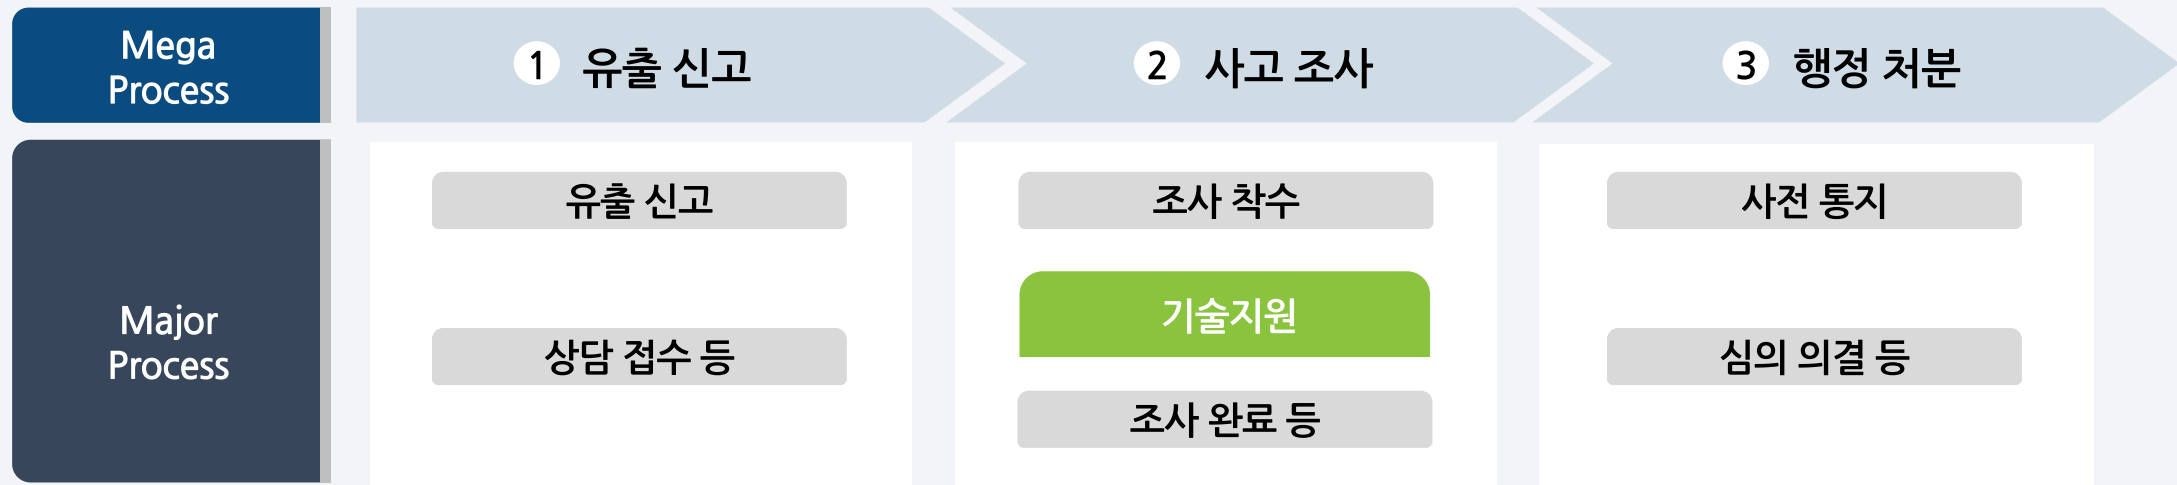 Mega
Process
1 유출 신고
2 사고 조사
3 행정 처분
Major
Process
유출 신고
상담 접수 등
조사 착수
기술지원
조사 완료 등
사전 통지
심의 의결 등